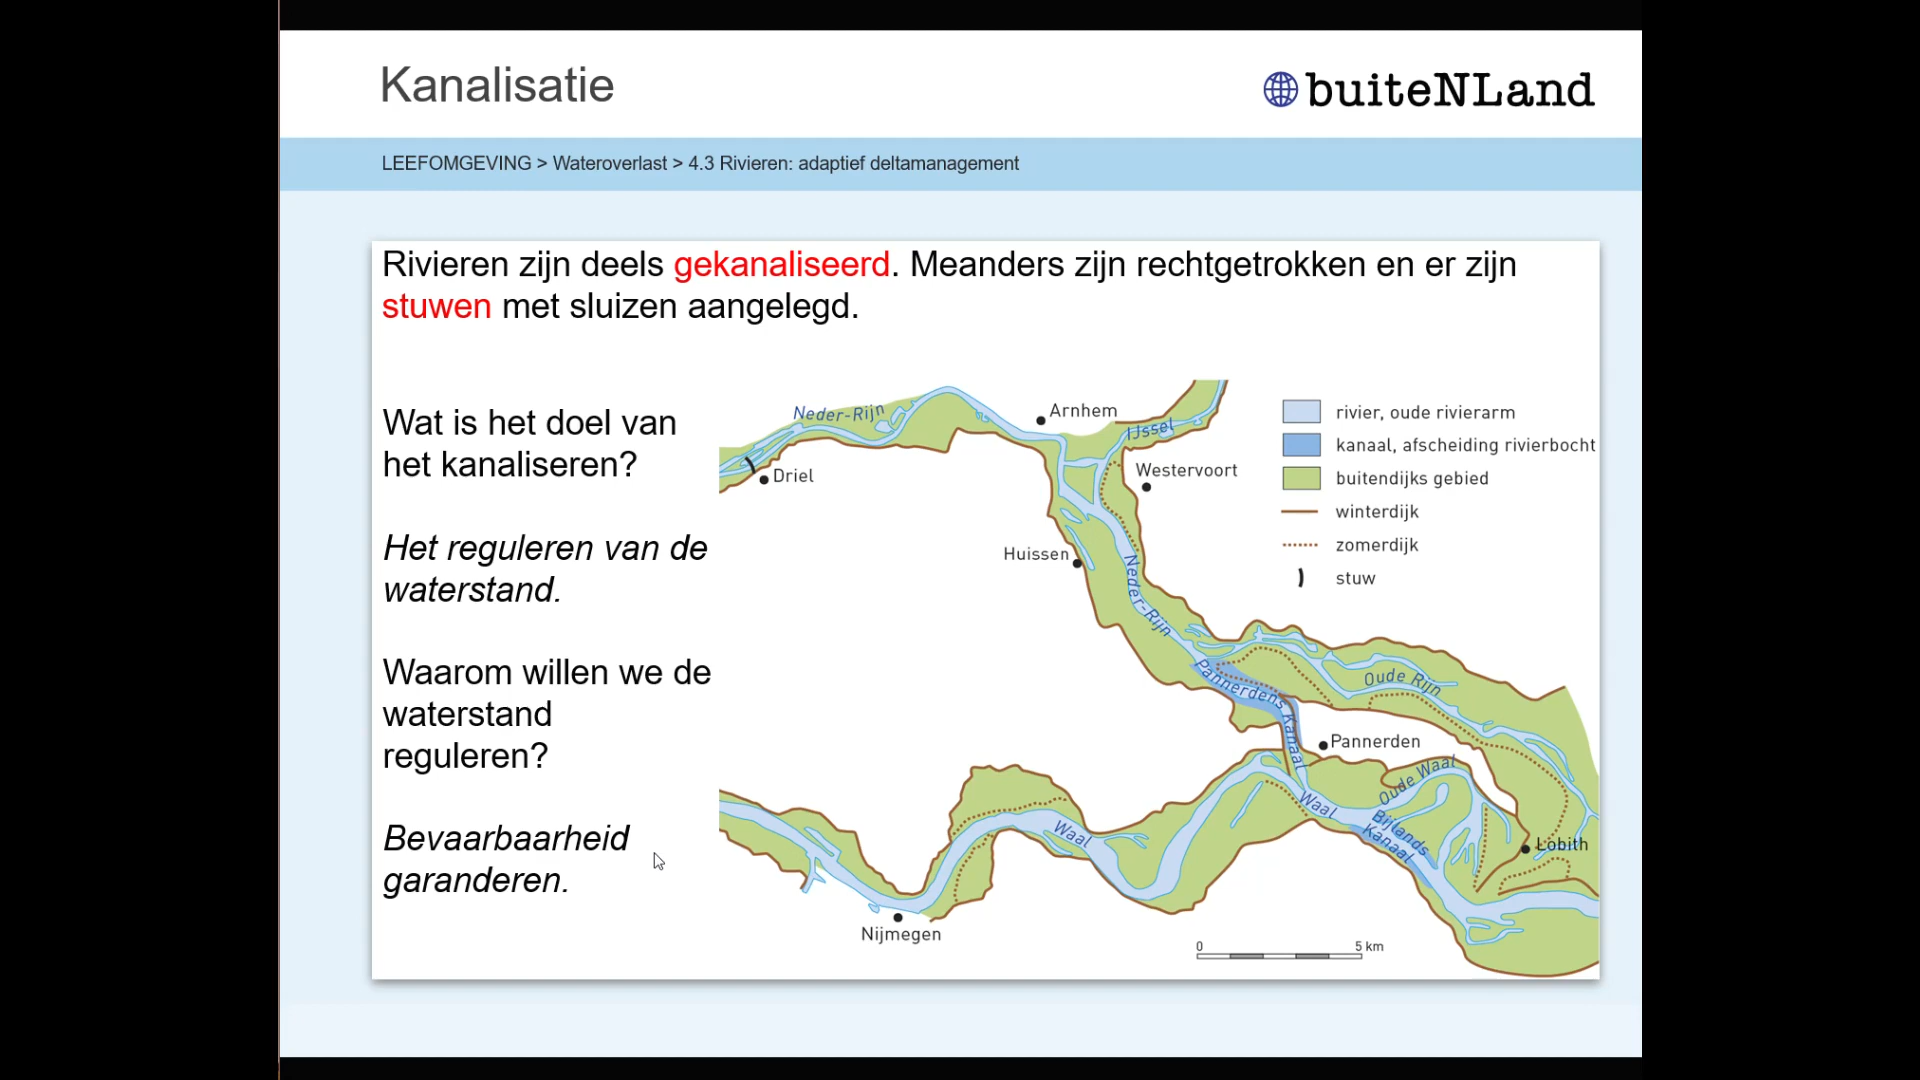 Kanalisatie
buiteNLand
LEEFOMGEVING > Wateroverlast > 4.3 Rivieren: adaptief deltamanagement
Rivieren zijn deels gekanaliseerd. Meanders zijn rechtgetrokken en er zijn
stuwen met sluizen aangelegd.
Wat is het doel van
het kanaliseren?
Het reguleren van de
waterstand.
Waarom willen we de
waterstand
reguleren?
Bevaarbaarheid
garanderen.
Neder-Rijn
Arnhem
IJssel
Driel
Westervoort
Huissen
Neder-Rijn
Pannerdens Kanaal
Oude Rijn
Pannerden
Oude Waal
Waal
Bijlands
Kanaal
Lobith
Waal
Nijmegen
rivier, oude rivierarm
kanaal, afscheiding rivierbocht
buitendijks gebied
winterdijk
zomerdijk
stuw
0 5 km